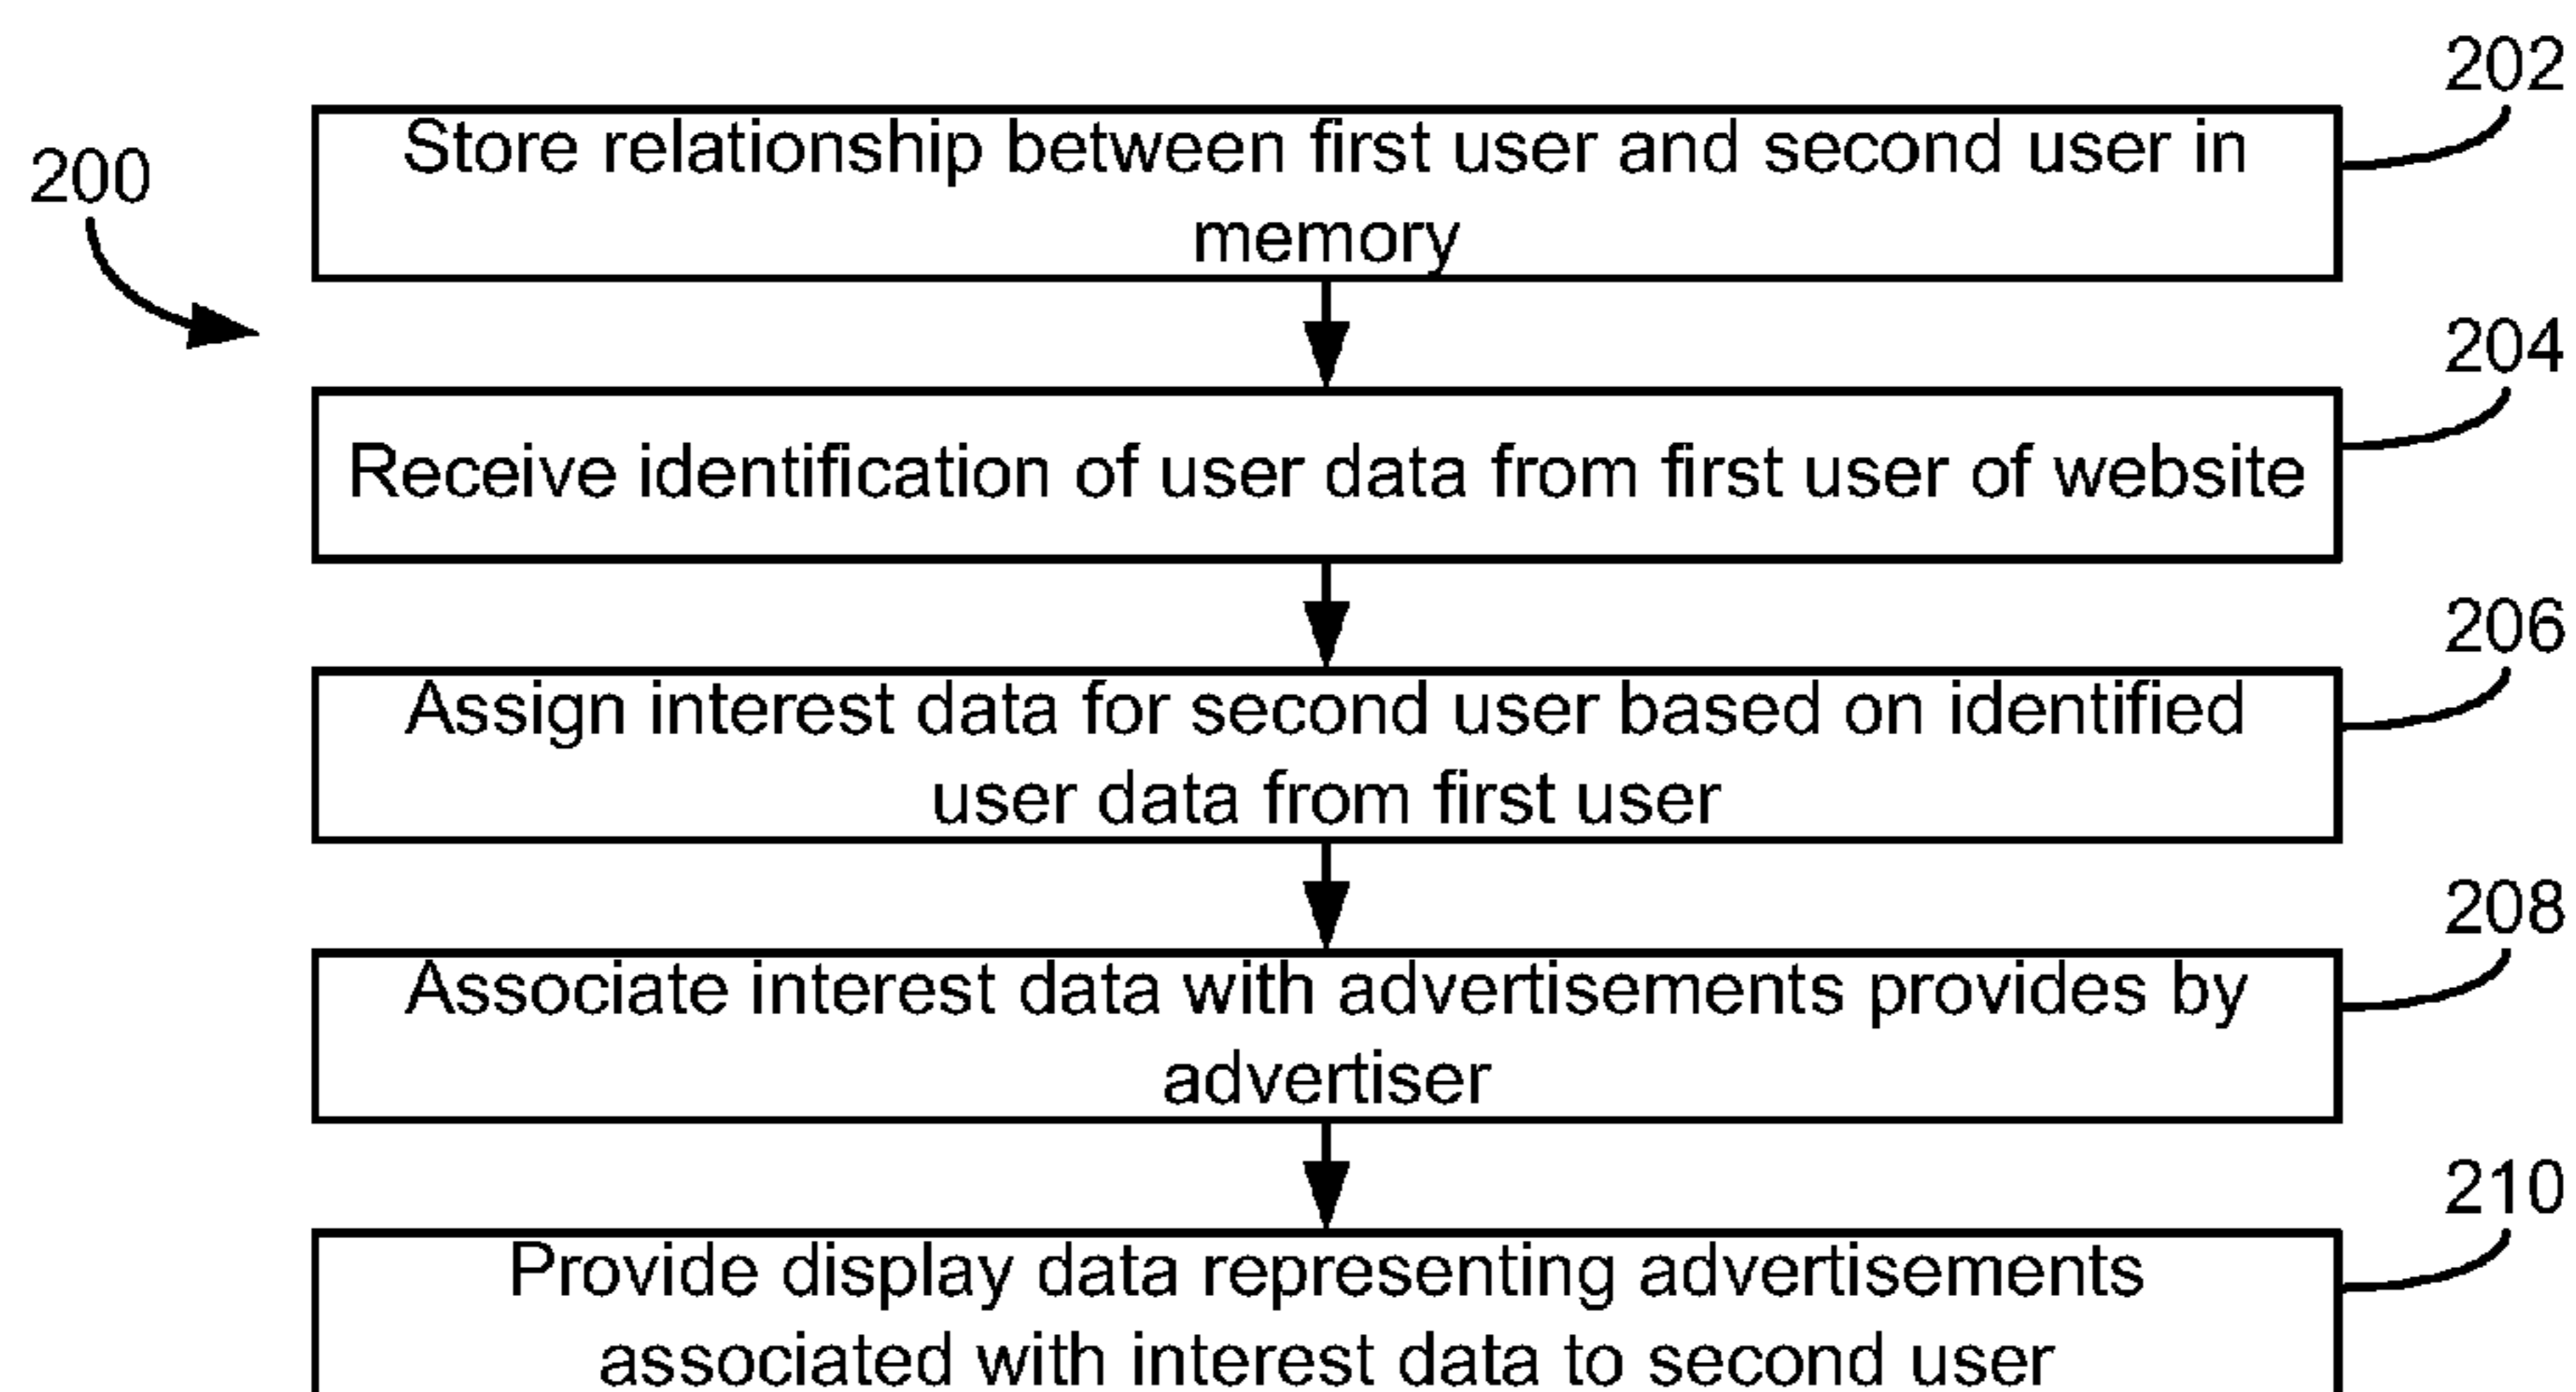 202
200
Store relationship between first user and second user in
memory
204
Receive identification of user data from first user of website
206
Assign interest data for second user based on identified
user data from first user
208
Associate interest data with advertisements provides by
advertiser
210
Provide display data representing advertisements
associated with interest data to second user